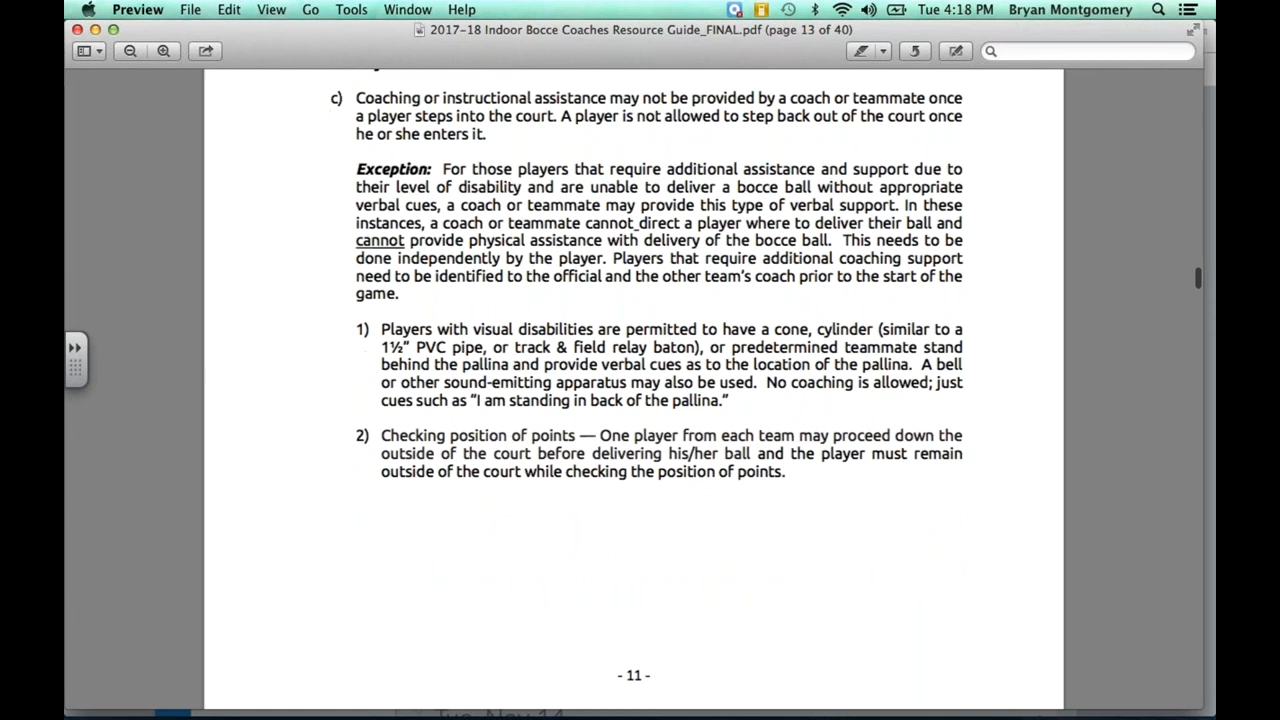 Preview File Edit View Go Tools Window Help Tue 4:18 PM Bryan Montgomery
2017-18 Indoor Bocce Coaches Resource Guide_FINAL.pdf (page 13 of 40)
c) Coaching or instructional assistance may not be provided by a coach or teammate once
a player steps into the court. A player is not allowed to step back out of the court once
he or she enters it.
Exception: For those players that require additional assistance and support due to
their level of disability and are unable to deliver a bocce ball without appropriate
verbal cues, a coach or teammate may provide this type of verbal support. In these
instances, a coach or teammate cannot direct a player where to deliver their ball and
cannot provide physical assistance with delivery of the bocce ball. This needs to be
done independently by the player. Players that require additional coaching support
need to be identified to the official and the other team's coach prior to the start of the
game.
1) Players with visual disabilities are permitted to have a cone, cylinder (similar to a
1½" PVC pipe, or track & field relay baton), or predetermined teammate stand
behind the pallina and provide verbal cues as to the location of the pallina. A bell
or other sound-emitting apparatus may also be used. No coaching is allowed; just
cues such as "I am standing in back of the pallina."
2) Checking position of points — One player from each team may proceed down the
outside of the court before delivering his/her ball and the player must remain
outside of the court while checking the position of points.
- 11 -
Tue, Nov 14